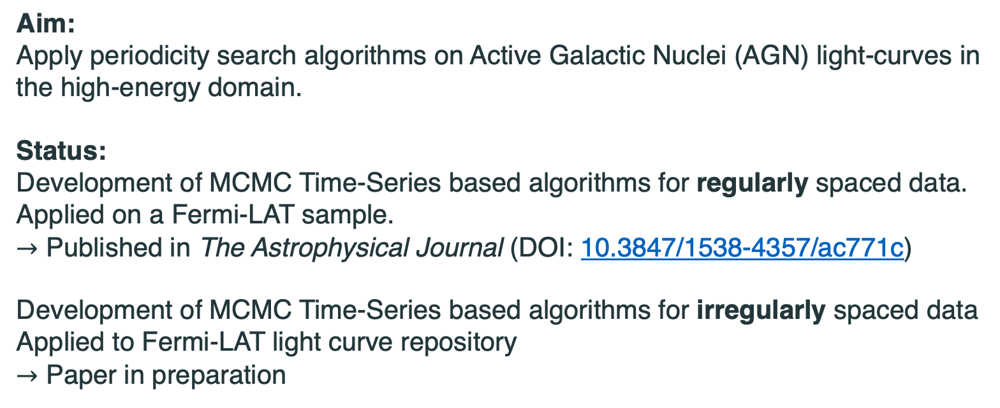 Aim:
Apply periodicity search algorithms on Active Galactic Nuclei (AGN) light-curves in
the high-energy domain.
Status:
Development of MCMC Time-Series based algorithms for regularly spaced data.
Applied on a Fermi-LAT sample.
→ Published in The Astrophysical Journal (DOI: 10.3847/1538-4357/ac771c)
Development of MCMC Time-Series based algorithms for irregularly spaced data
Applied to Fermi-LAT light curve repository
→ Paper in preparation